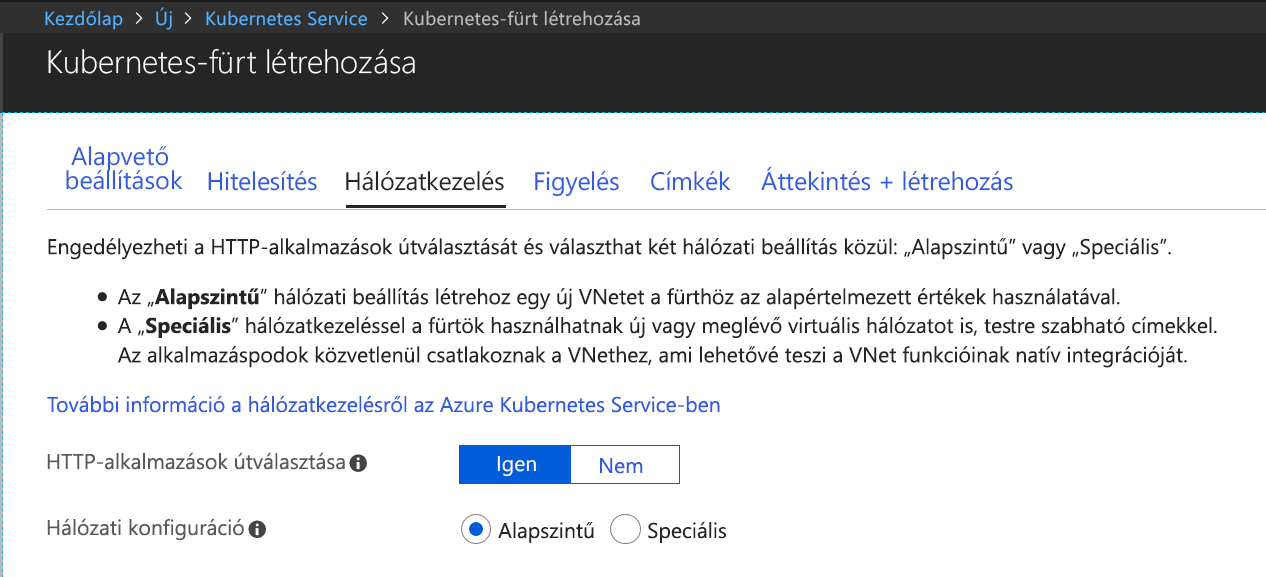 Kezdőlap > Új > Kubernetes Service > Kubernetes-fürt létrehozása
Kubernetes-fürt létrehozása
Alapvető
beállítások Hitelesítés Hálózatkezelés Figyelés Címkék Áttekintés + létrehozás
Engedélyezheti a HTTP-alkalmazások útválasztását és választhat két hálózati beállítás közül: „Alapszintű” vagy „Speciális”.
• Az „Alapszintű” hálózati beállítás létrehoz egy új VNetet a fürthöz az alapértelmezett értékek használatával.
• A „Speciális” hálózatkezeléssel a fürtök használhatnak új vagy meglévő virtuális hálózatot is, testre szabható címekkel.
Az alkalmazáspodok közvetlenül csatlakoznak a VNethez, ami lehetővé teszi a VNet funkcióinak natív integrációját.
További információ a hálózatkezelésről az Azure Kubernetes Service-ben
HTTP-alkalmazások útválasztása Igen Nem
Hálózati konfiguráció Alapszintű Speciális